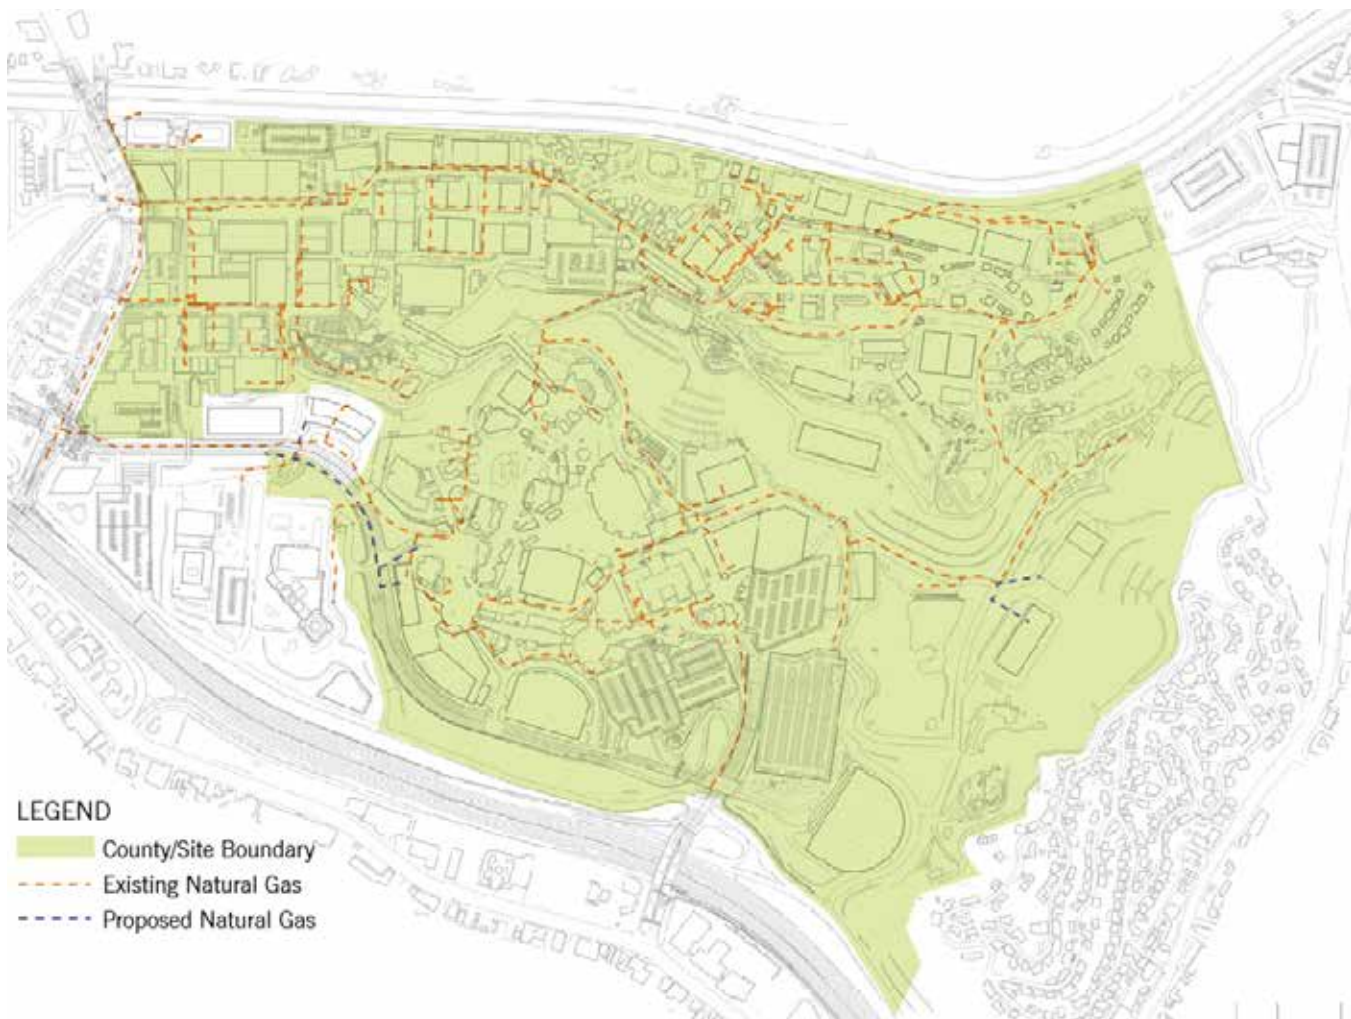 LEGEND
County/Site Boundary
Existing Natural Gas
Proposed Natural Gas